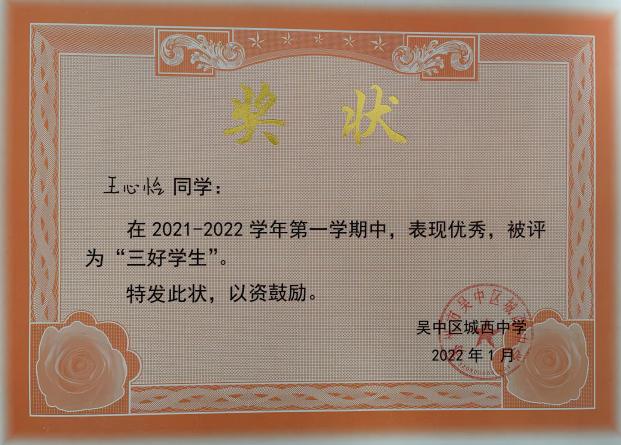 奖 状
王心怡 同学：
在 2021-2022 学年第一学期中，表现优秀，被评
为“三好学生”。
特发此状，以资鼓励。
吴中区城西中学
2022 年 1 月